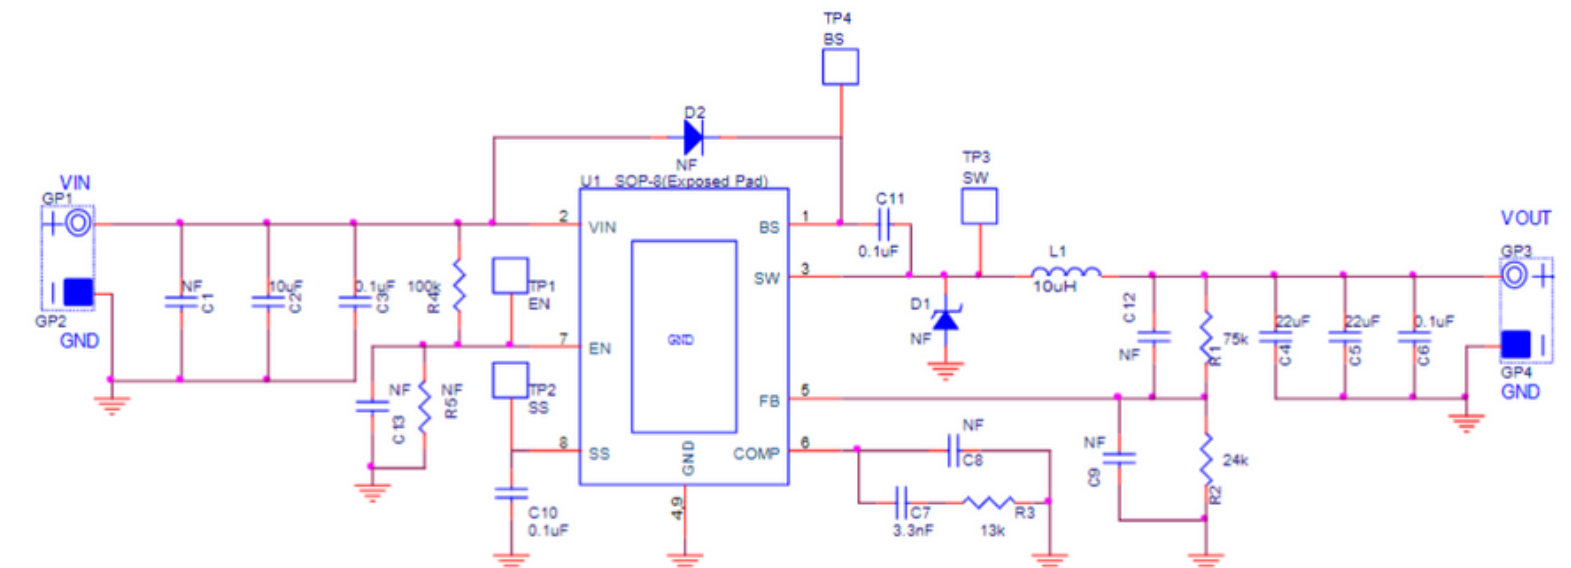 TP4
BS
D2
NF
U1 SOP-8(Exposed Pad)
VIN
GP1
GP2
GND
NF
C1
10uF
C2
0.1uF
C3
100k
R4
TP1
EN
TP2
SS
NF
C13
NF
R5
C10
0.1uF
2
VIN
7
EN
8
SS
GND
GND
4,9
1
BS
3
SW
5
FB
6
COMP
C11
0.1uF
TP3
SW
D1
NF
L1
10uH
C12
NF
75k
R1
22uF
C4
22uF
C5
0.1uF
C6
VOUT
GP3
GP4
GND
NF
C8
C7
3.3nF
R3
13k
NF
C9
24k
R2